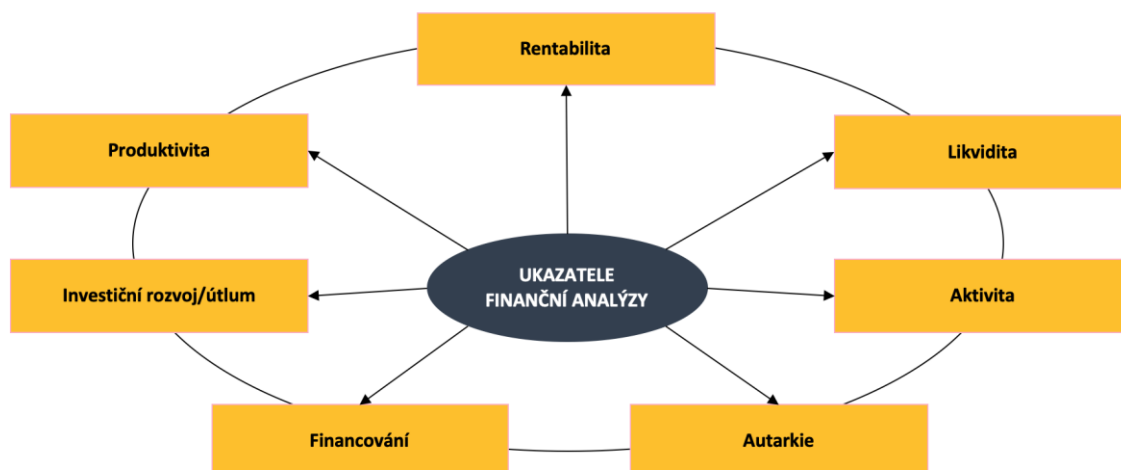 Rentabilita
Produktivita
Likvidita
UKAZATELE
FINANČNÍ ANALÝZY
Investiční rozvoj/útlum
Aktivita
Financování
Autarkie